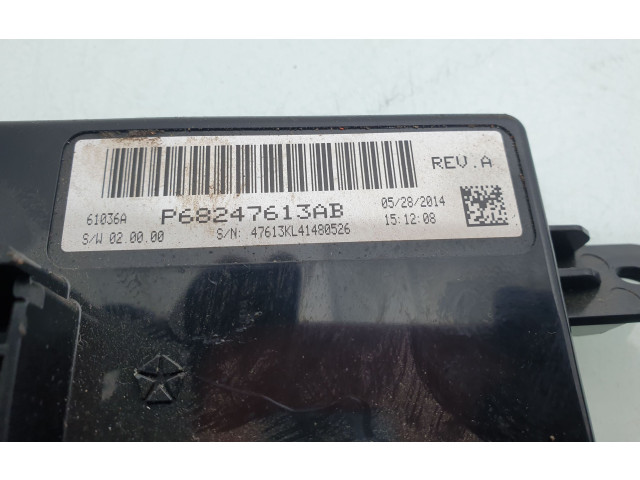 REV.A
61036A P68247613AB 05/28/2014
S/W 02.00.00 S/N: 47613KL41480526 15:12:08